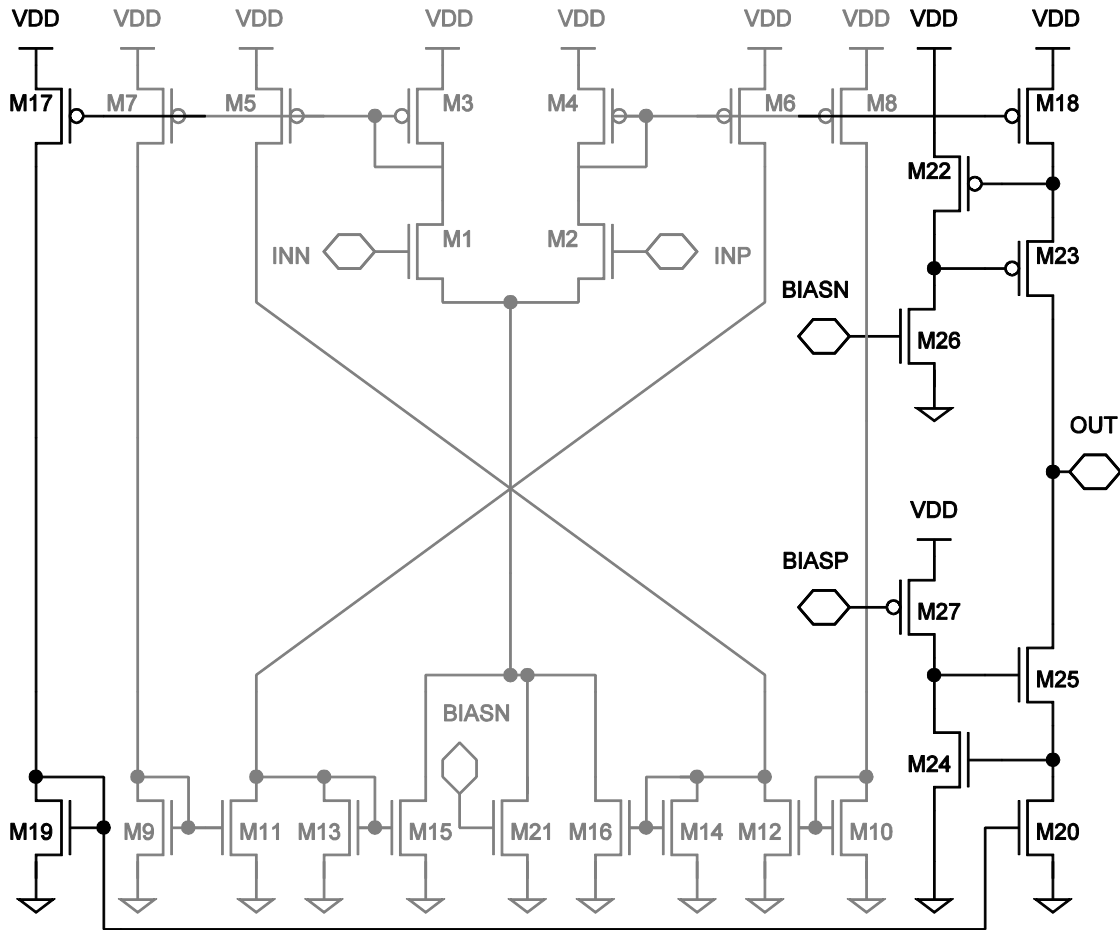 VDD VDD VDD VDD VDD VDD VDD VDD VDD
M17 M7 M5 M3 M4 M6 M8 M18
M22
INN M1 M2 INP M23
BIASN
M26
OUT
VDD
BIASP
M27
M25
BIASN
M24
M19 M9 M11 M13 M15 M21 M16 M14 M12 M10 M20